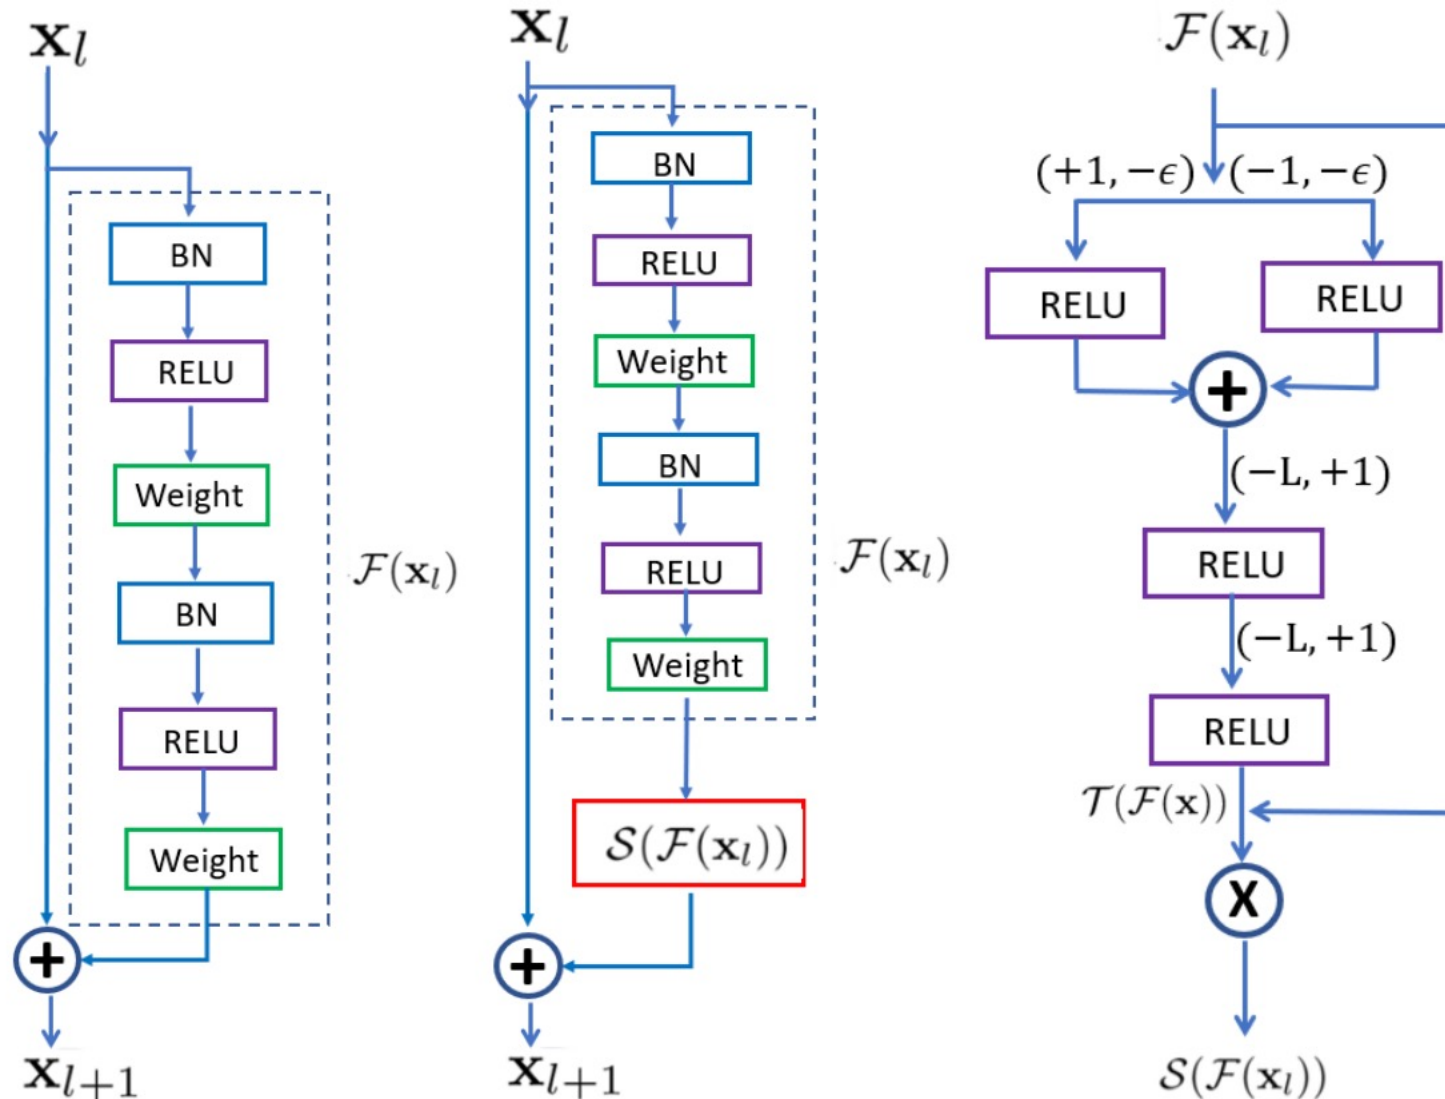 𝐱_l
BN
RELU
Weight
BN
RELU
Weight
ℱ(𝐱_l)
+
𝐱_{l+1}
𝐱_l
BN
RELU
Weight
BN
RELU
Weight
ℱ(𝐱_l)
𝒮(ℱ(𝐱_l))
+
𝐱_{l+1}
ℱ(𝐱_l)
(+1, −ϵ) (−1, −ϵ)
RELU RELU
+
(−L, +1)
RELU
(−L, +1)
RELU
𝒯(ℱ(𝐱))
X
𝒮(ℱ(𝐱_l))